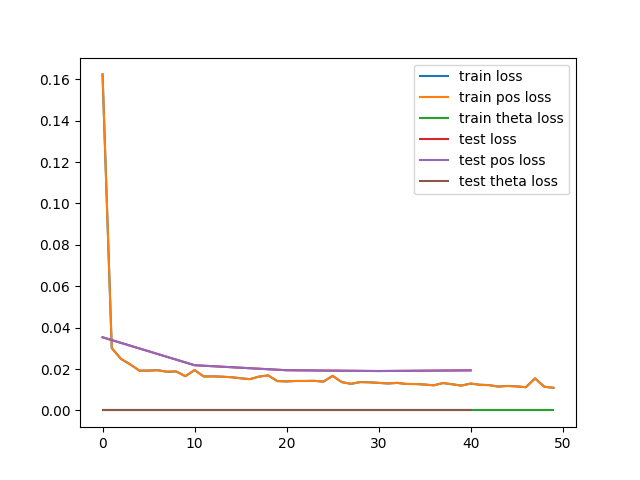 train loss
train pos loss
train theta loss
test loss
test pos loss
test theta loss
0.16
0.14
0.12
0.10
0.08
0.06
0.04
0.02
0.00
0 10 20 30 40 50